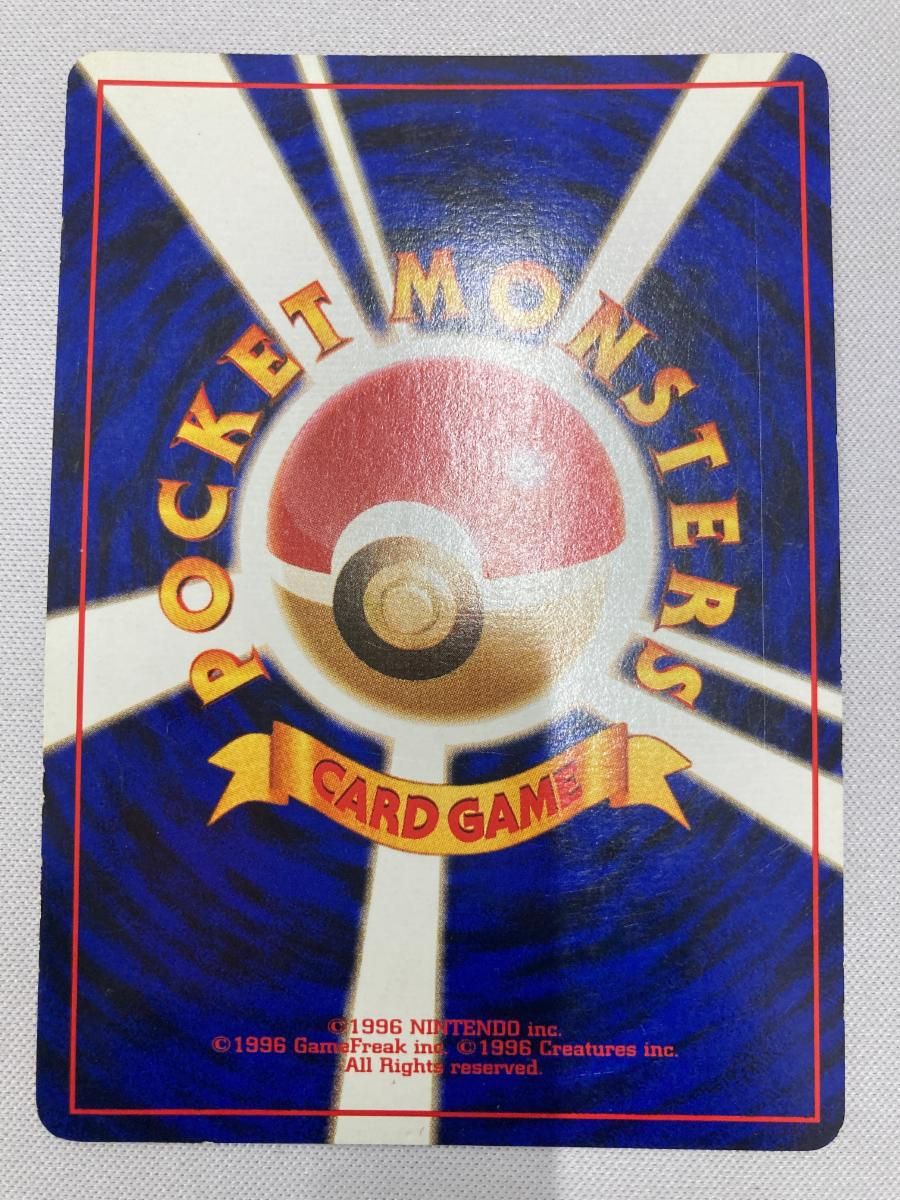 POCKET MONSTERS
CARD GAME
©1996 NINTENDO inc.
©1996 GameFreak inc. ©1996 Creatures inc.
All Rights reserved.